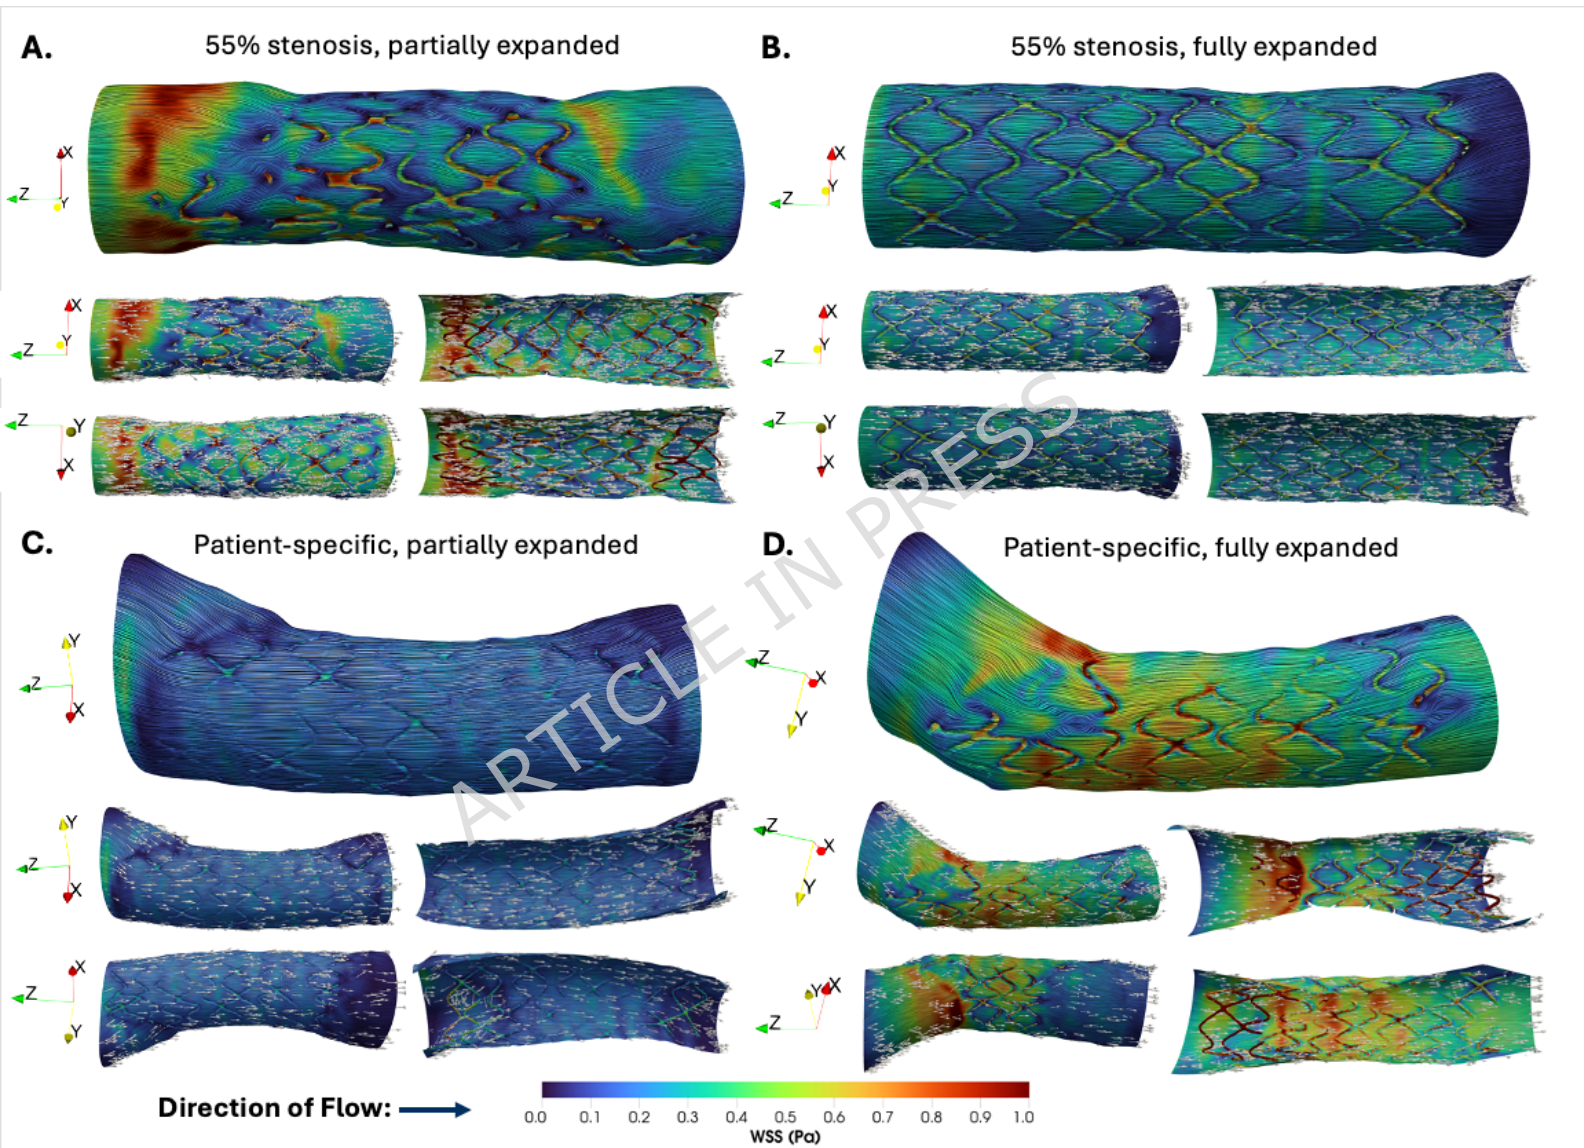 A.
55% stenosis, partially expanded
B.
55% stenosis, fully expanded
X
Z
Y
X
Z
Y
X
Y
Z
X
Y
Z
Z
Y
X
Z
Y
X
ARTICLE IN PRESS
C.
Patient-specific, partially expanded
D.
Patient-specific, fully expanded
Y
Z
X
Z
X
Y
Y
Z
X
Z
X
Y
X
Z
Y
Y
X
Z
Direction of Flow:
0.0 0.1 0.2 0.3 0.4 0.5 0.6 0.7 0.8 0.9 1.0
WSS (Pa)